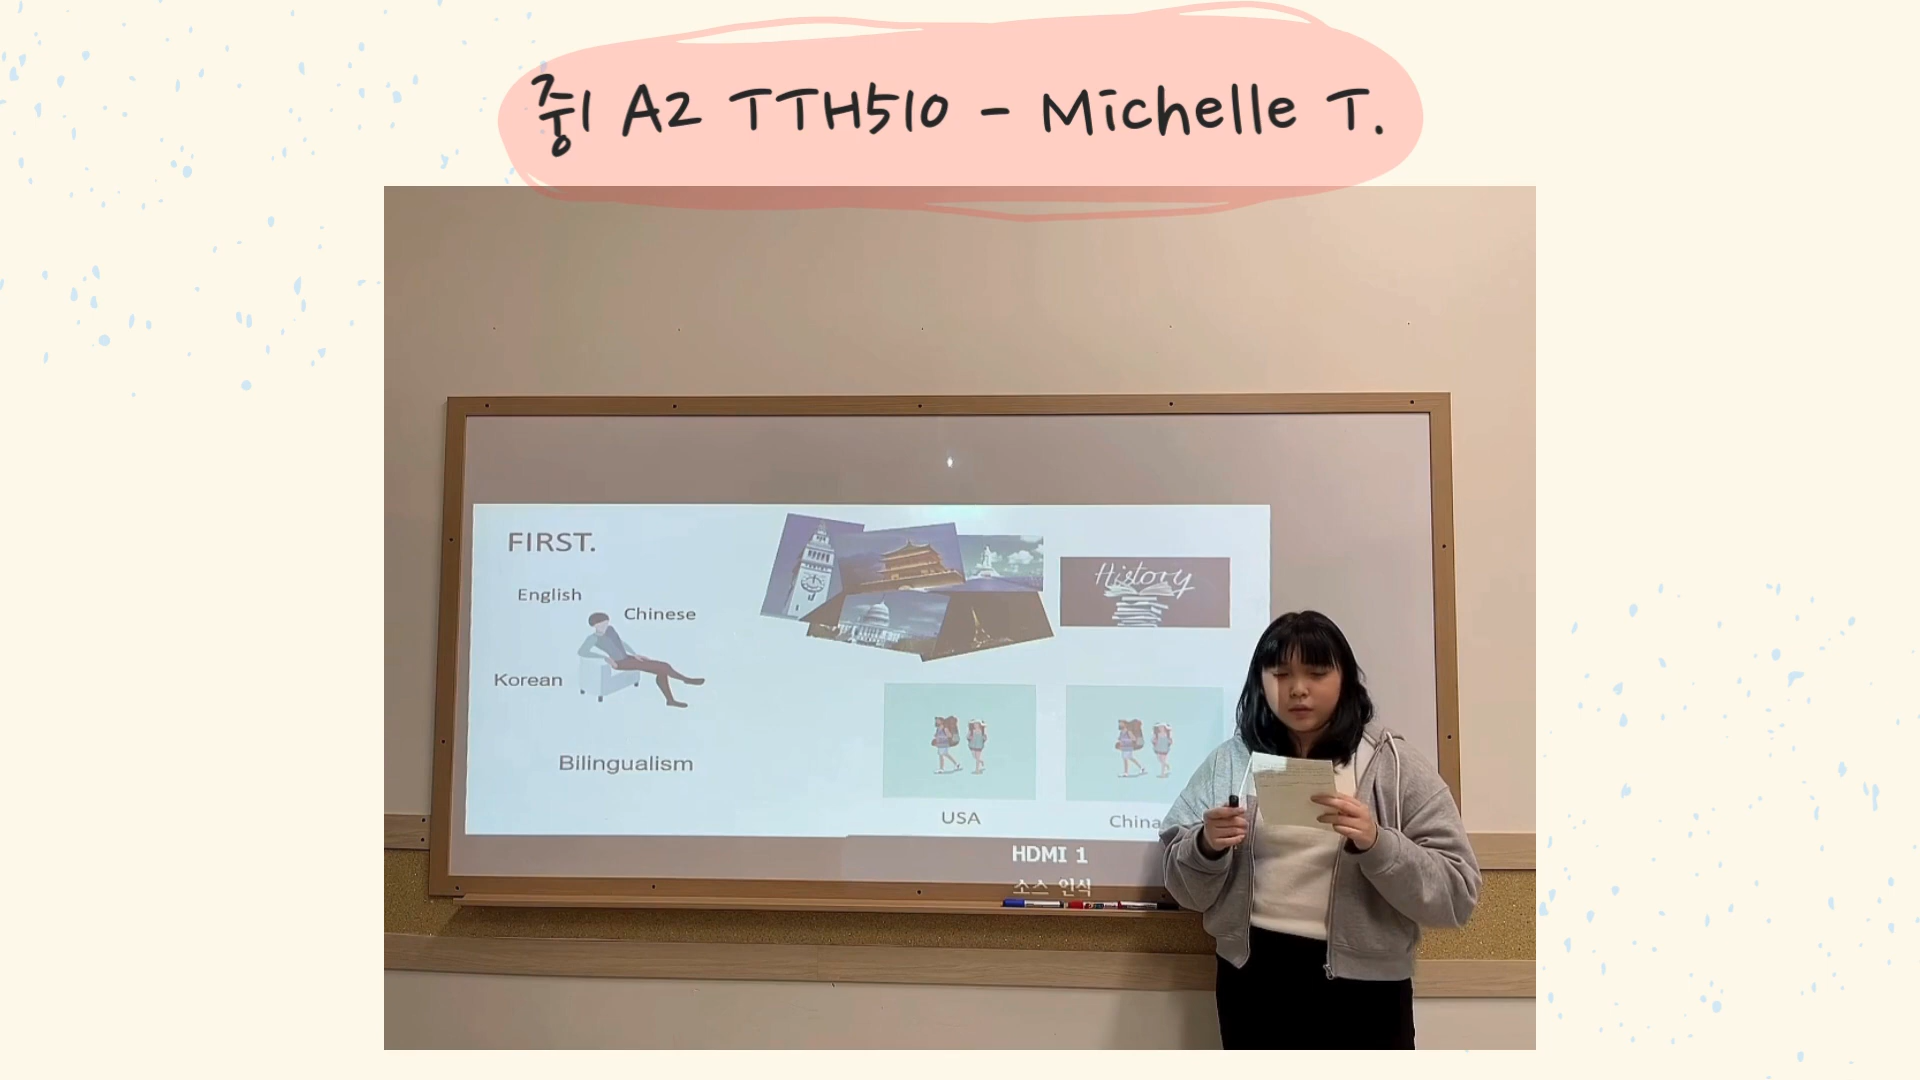 중1 A2 TTH510 - Michelle T.
FIRST.
English
Chinese
Korean
Bilingualism
History
USA
China
HDMI 1
소스 인식